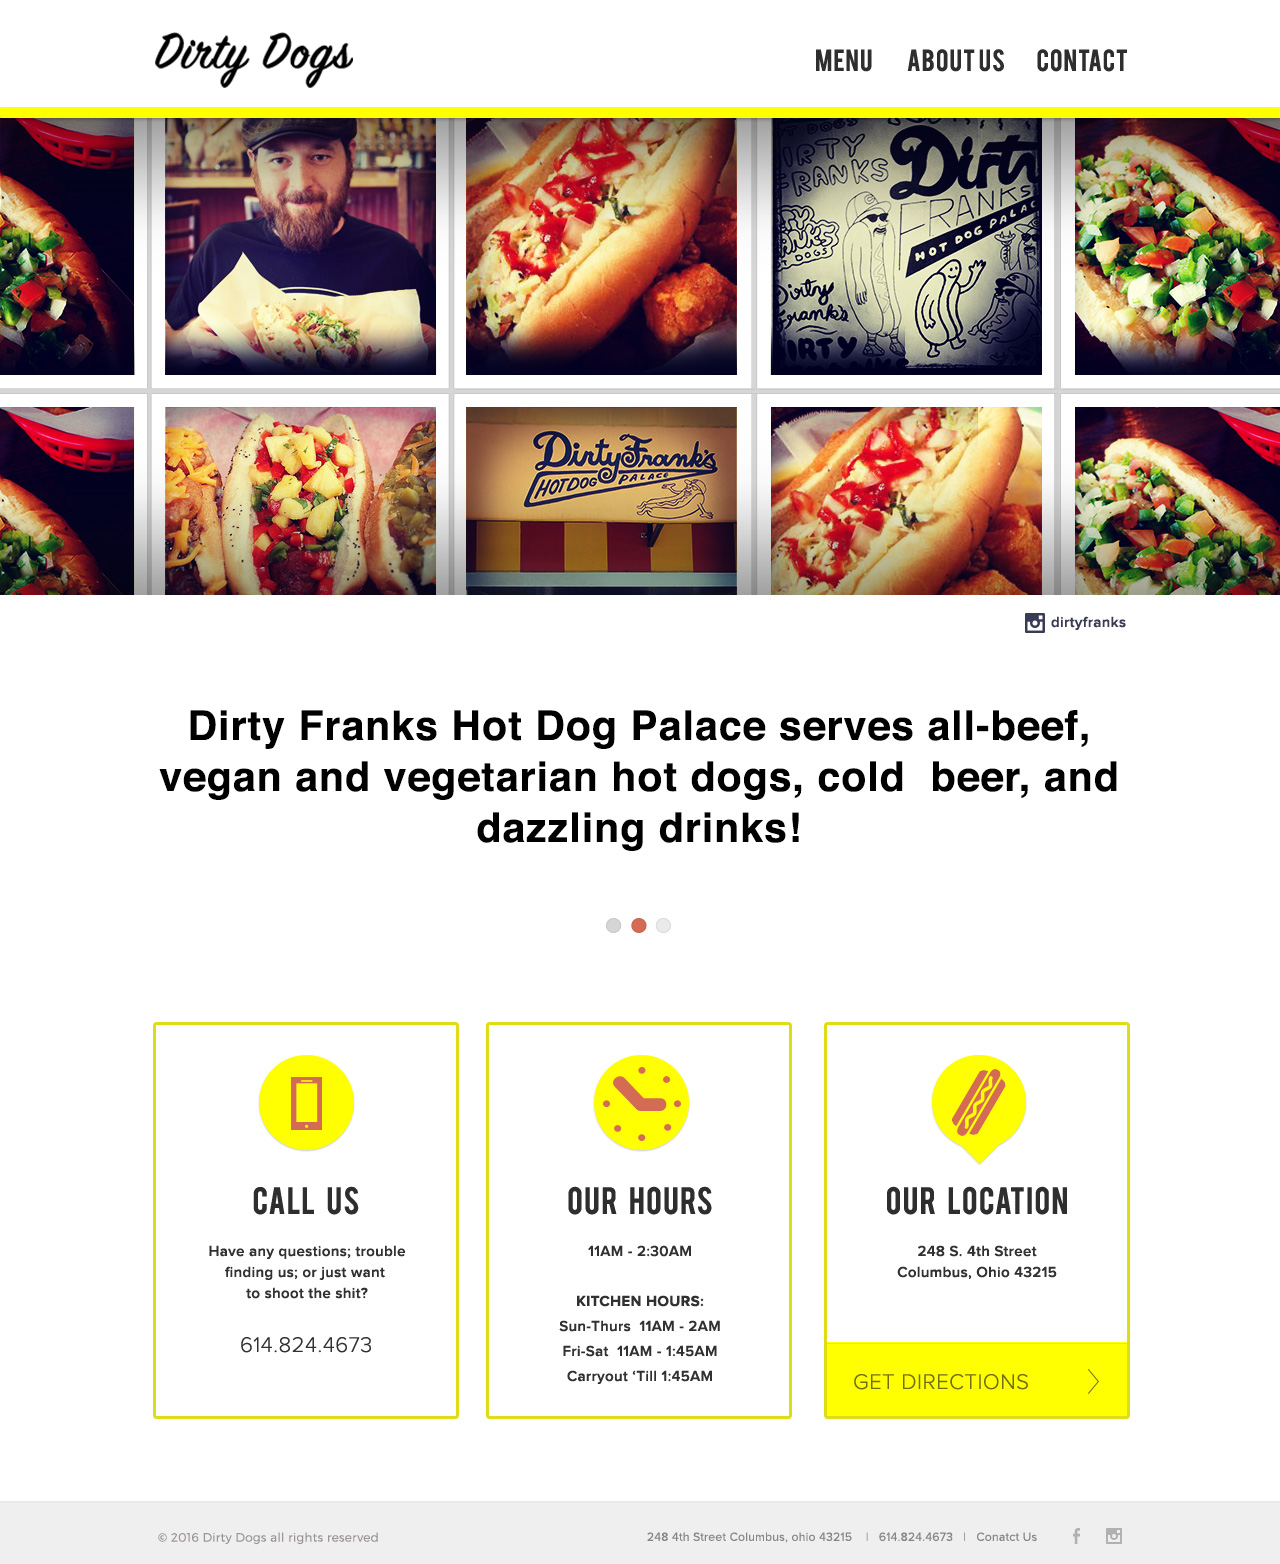 Dirty Dogs
MENU ABOUT US CONTACT
DIRTY
FRANKS
Dirty
FRANKS
HOT DOG PALACE
Dirty
Frank's
DIRTY
Dirty Frank's
HOT DOG PALACE
dirtyfranks
Dirty Franks Hot Dog Palace serves all-beef,
vegan and vegetarian hot dogs, cold beer, and
dazzling drinks!
CALL US
Have any questions; trouble
finding us; or just want
to shoot the shit?
614.824.4673
OUR HOURS
11AM - 2:30AM
KITCHEN HOURS:
Sun-Thurs 11AM - 2AM
Fri-Sat 11AM - 1:45AM
Carryout ‘Till 1:45AM
OUR LOCATION
248 S. 4th Street
Columbus, Ohio 43215
GET DIRECTIONS
© 2016 Dirty Dogs all rights reserved
248 4th Street Columbus, ohio 43215 | 614.824.4673 | Conatct Us